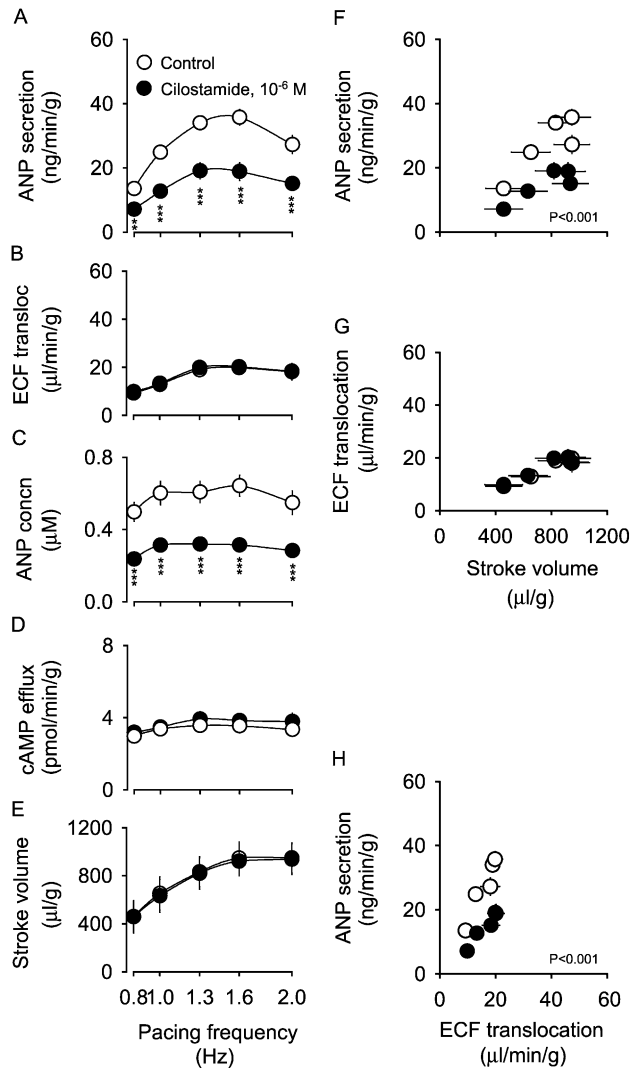 A
60
40
20
0
ANP secretion
(ng/min/g)
Control
Cilostamide, 10⁻⁶ M
**
***
***
***
***
B
60
40
20
0
ECF transloc
(μl/min/g)
C
0.8
0.4
0.0
ANP concn
(μM)
***
***
***
***
***
D
8
4
0
cAMP efflux
(pmol/min/g)
E
1200
800
400
0
Stroke volume
(μl/g)
0.8 1.0 1.3 1.6 2.0
Pacing frequency
(Hz)
F
60
40
20
0
ANP secretion
(ng/min/g)
P<0.001
G
60
40
20
0
ECF translocation
(μl/min/g)
0 400 800 1200
Stroke volume
(μl/g)
H
60
40
20
0
ANP secretion
(ng/min/g)
P<0.001
0 20 40 60
ECF translocation
(μl/min/g)